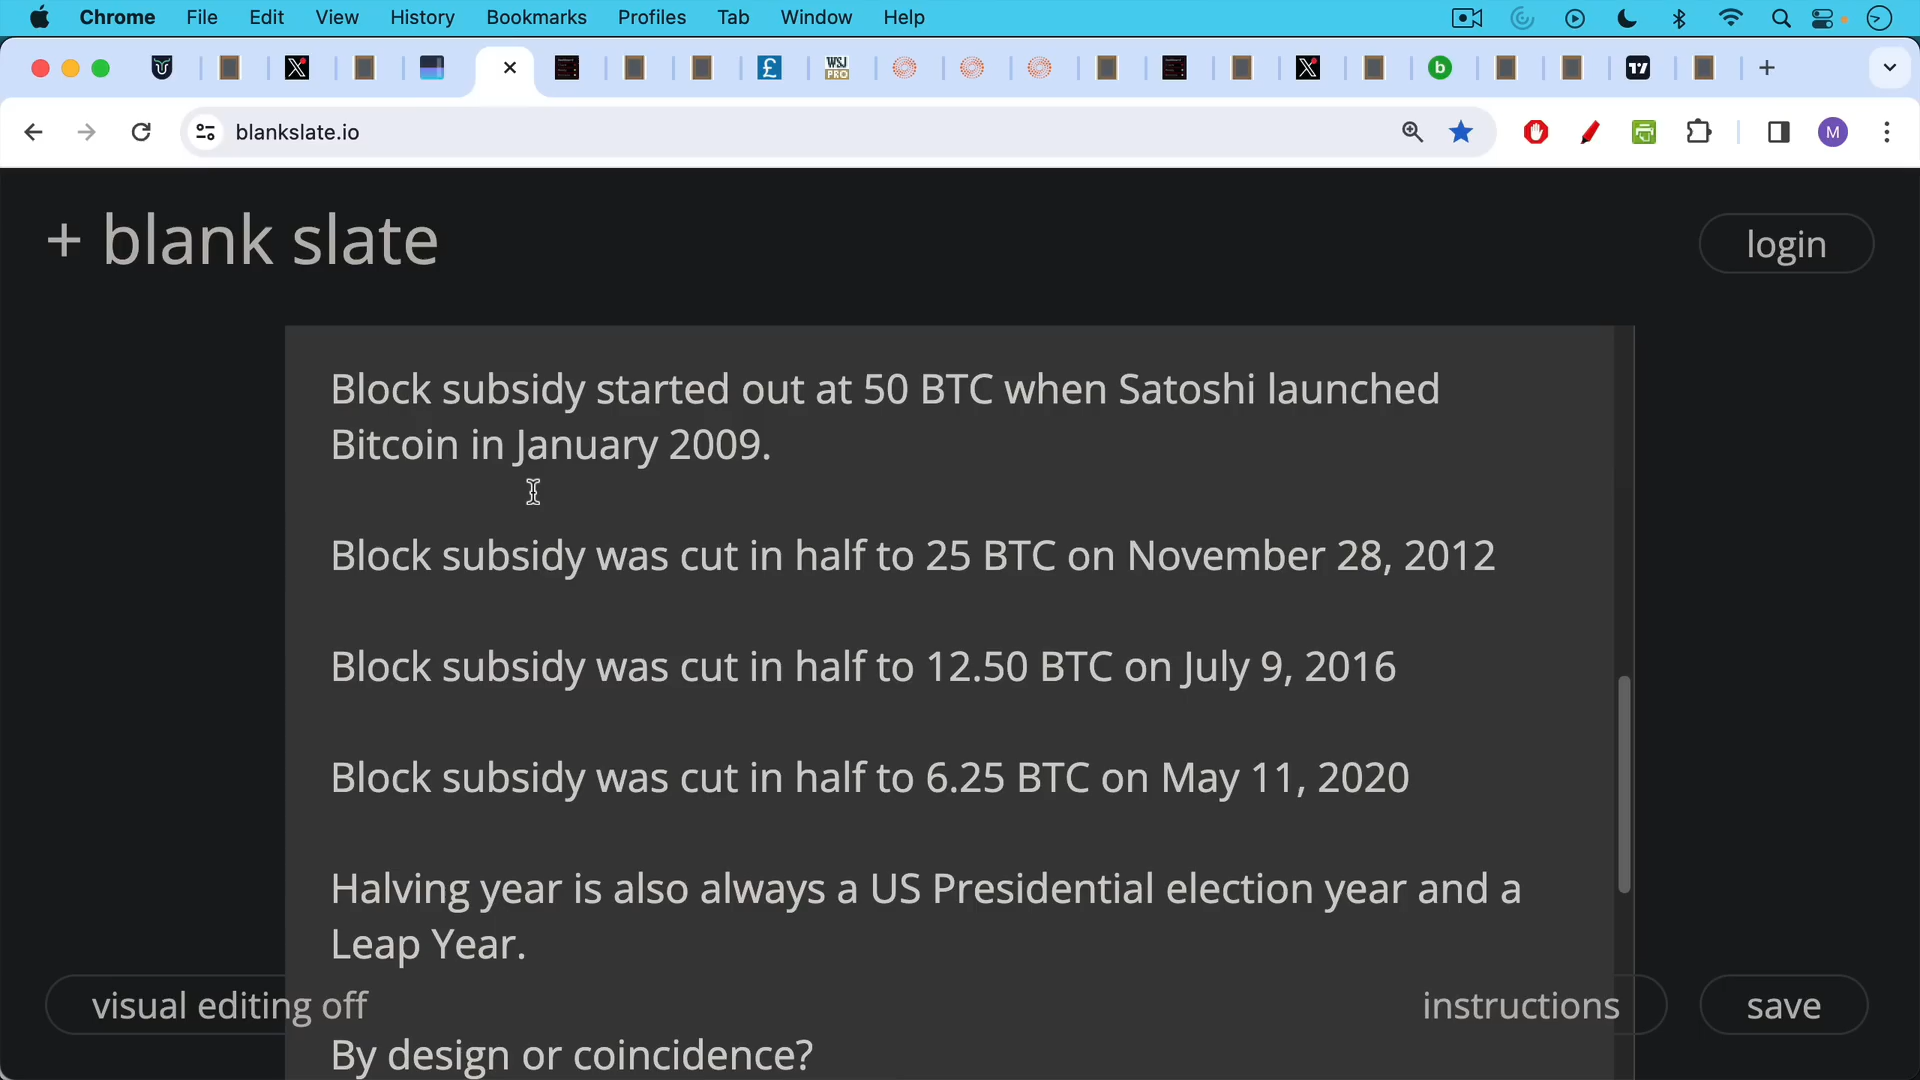 Chrome File Edit View History Bookmarks Profiles Tab Window Help
WSJ PRO
blankslate.io
M
+ blank slate
login
Block subsidy started out at 50 BTC when Satoshi launched
Bitcoin in January 2009.
Block subsidy was cut in half to 25 BTC on November 28, 2012
Block subsidy was cut in half to 12.50 BTC on July 9, 2016
Block subsidy was cut in half to 6.25 BTC on May 11, 2020
Halving year is also always a US Presidential election year and a
Leap Year.
visual editing off
instructions
save
By design or coincidence?